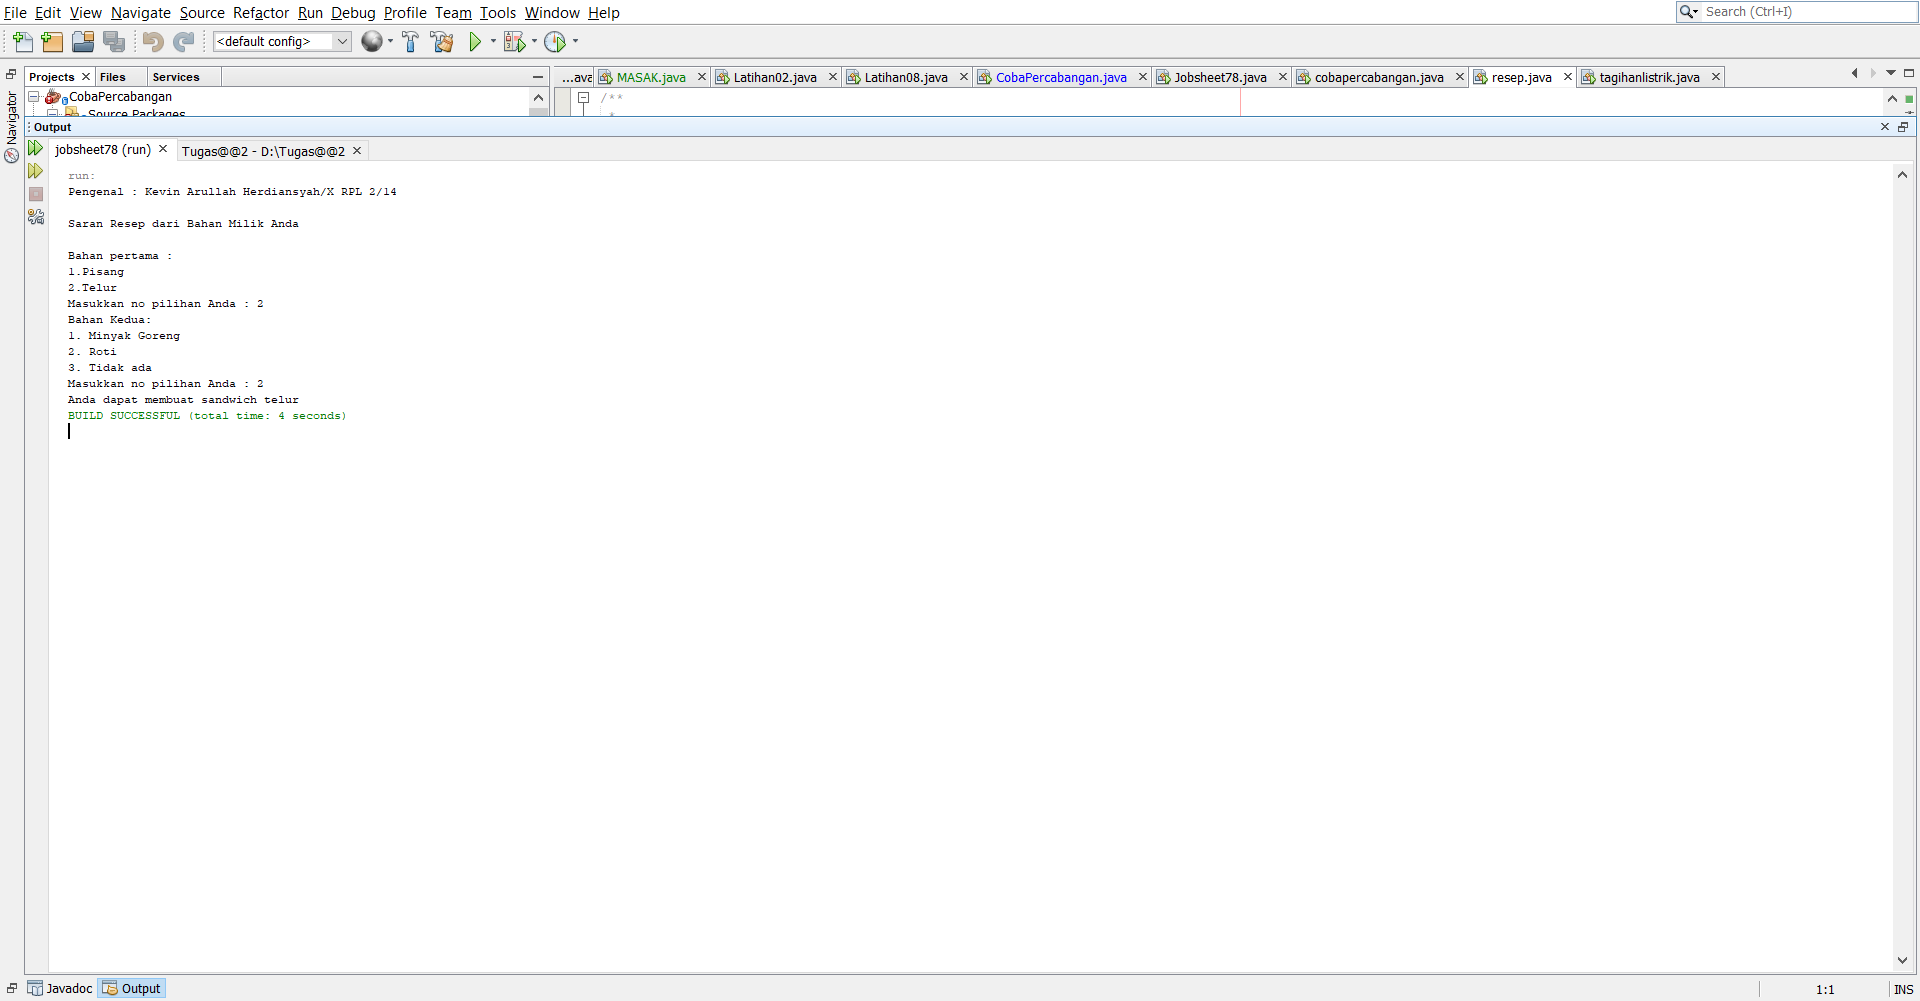 File Edit View Navigate Source Refactor Run Debug Profile Team Tools Window Help
Search (Ctrl+I)
<default config>
Projects Files Services
...ava MASAK.java Latihan02.java Latihan08.java CobaPercabangan.java Jobsheet78.java cobapercabangan.java resep.java tagihanlistrik.java
Navigator
CobaPercabangan
Source Packages
/**
*
Output
jobsheet78 (run) Tugas@@2 - D:\Tugas@@2
run:
Pengenal : Kevin Arullah Herdiansyah/X RPL 2/14
Saran Resep dari Bahan Milik Anda
Bahan pertama :
1.Pisang
2.Telur
Masukkan no pilihan Anda : 2
Bahan Kedua:
1. Minyak Goreng
2. Roti
3. Tidak ada
Masukkan no pilihan Anda : 2
Anda dapat membuat sandwich telur
BUILD SUCCESSFUL (total time: 4 seconds)
Javadoc Output
1:1 INS